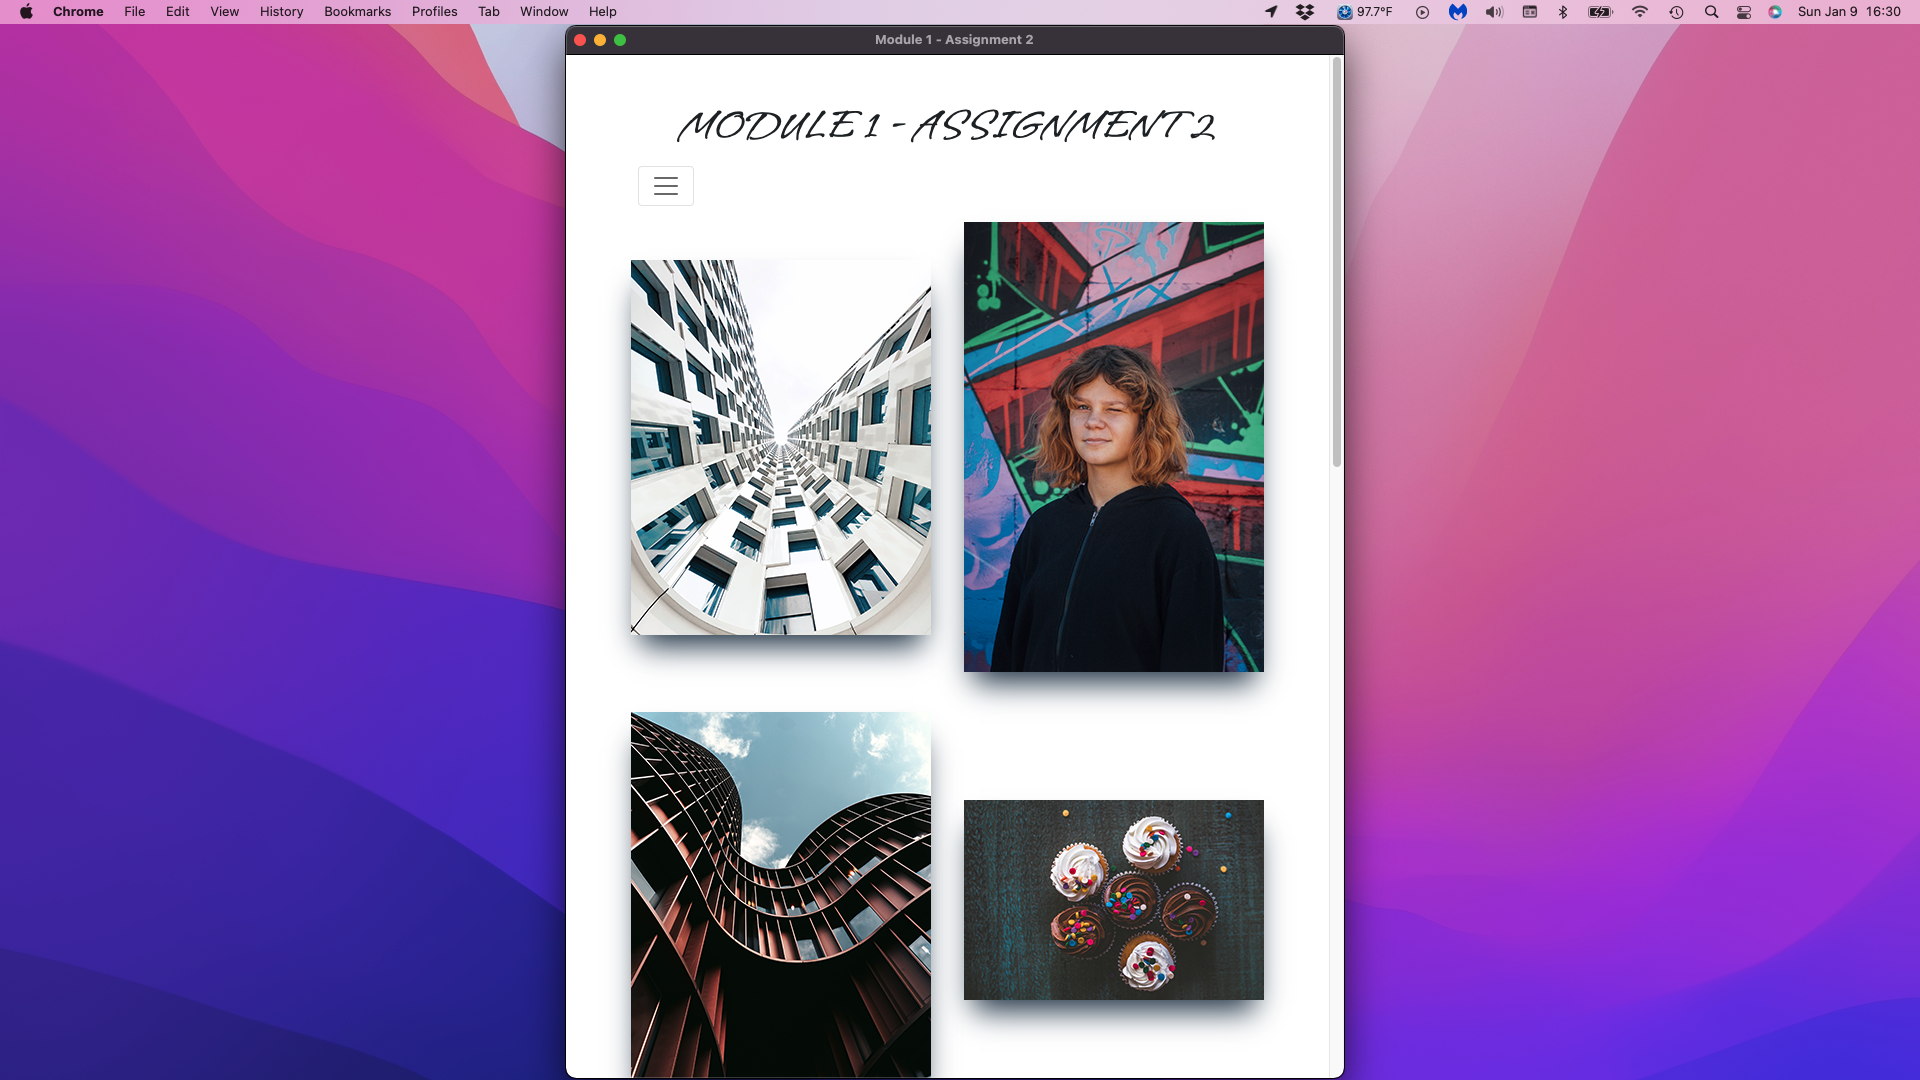 Chrome File Edit View History Bookmarks Profiles Tab Window Help 97.7°F Sun Jan 9 16:30
Module 1 - Assignment 2
MODULE 1 - ASSIGNMENT 2